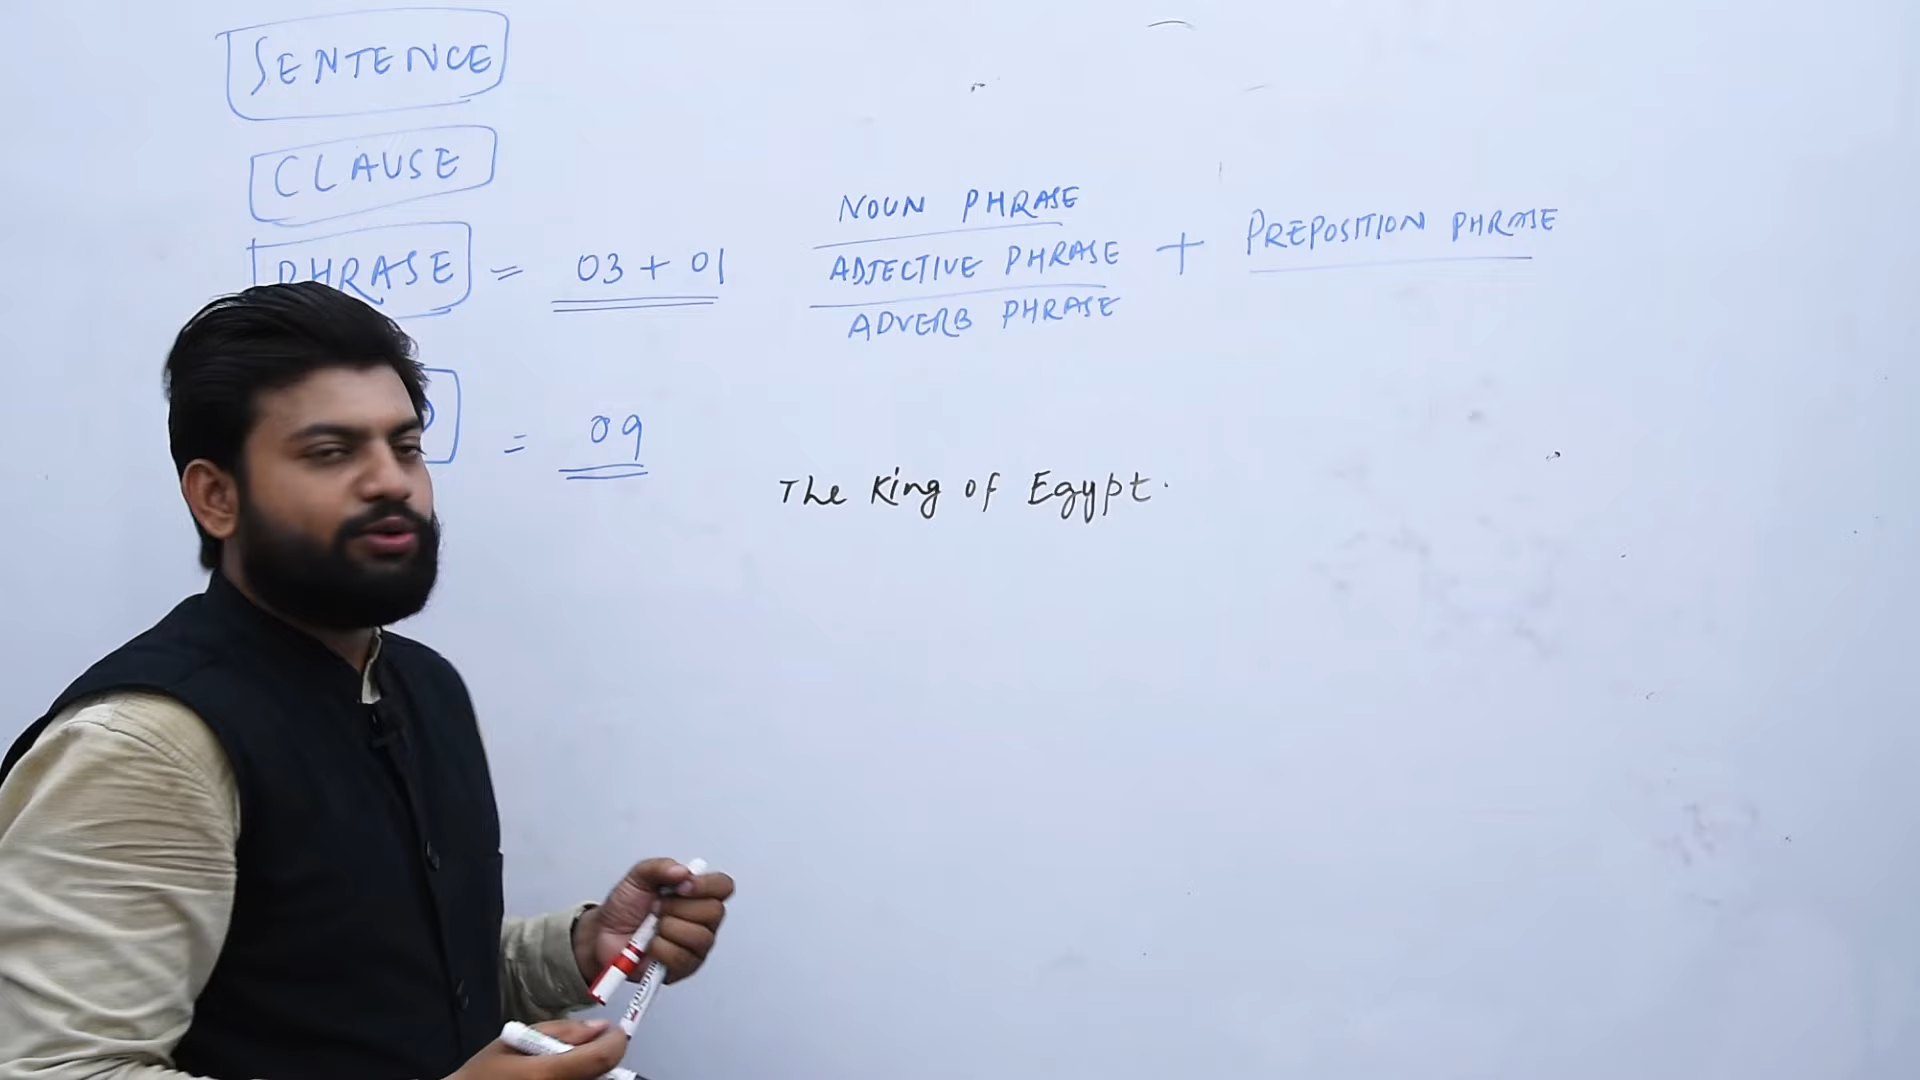 SENTENCE
CLAUSE
PHRASE = 03 + 01
NOUN PHRASE
ADJECTIVE PHRASE + PREPOSITION PHRASE
ADVERB PHRASE
= 09
The King of Egypt.